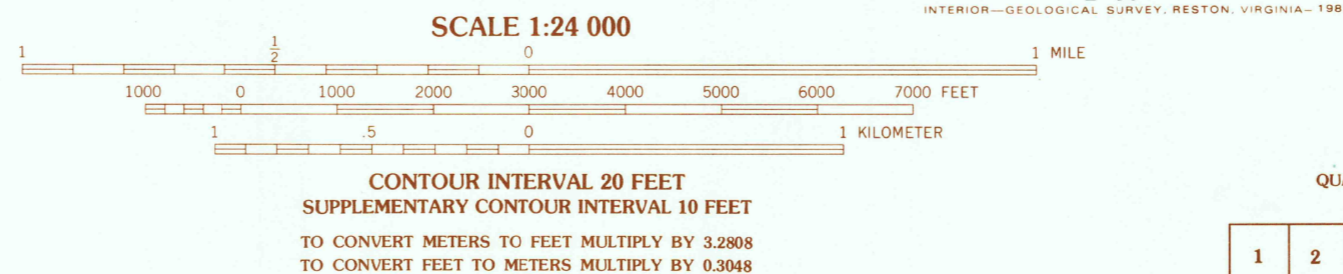 INTERIOR—GEOLOGICAL SURVEY, RESTON, VIRGINIA—198
SCALE 1:24 000
1 ½ 0 1 MILE
1000 0 1000 2000 3000 4000 5000 6000 7000 FEET
1 .5 0 1 KILOMETER
CONTOUR INTERVAL 20 FEET
SUPPLEMENTARY CONTOUR INTERVAL 10 FEET
TO CONVERT METERS TO FEET MULTIPLY BY 3.2808
TO CONVERT FEET TO METERS MULTIPLY BY 0.3048
QU
1 2